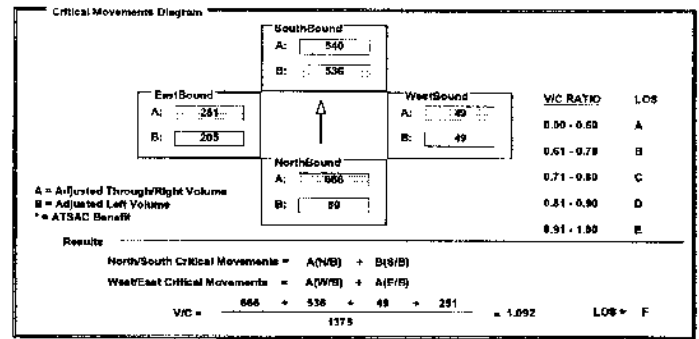 Critical Movements Diagram
SouthBound
A: 540
B: 536
EastBound
A: 251
B: 205
WestBound
A: 49
B: 49
NorthBound
A: 666
B:
V/C RATIO LOS
0.00 - 0.60 A
0.61 - 0.70 B
0.71 - 0.80 C
0.81 - 0.90 D
0.91 - 1.00 E
A = Adjusted Through/Right Volume
B = Adjusted Left Volume
* = ATSAC Benefit
Results
North/South Critical Movements = A(N/B) + B(S/B)
West/East Critical Movements = A(W/B) + A(E/B)
V/C = 666 + 536 + 49 + 251 = 1.092 LOS = F
1375